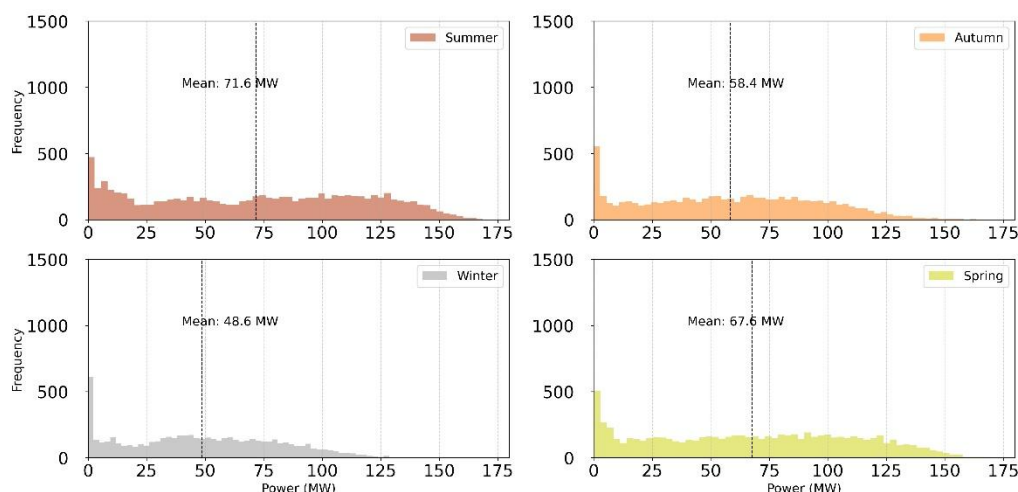 1500
Summer
Mean: 71.6 MW
1000
Frequency
500
0
0 25 50 75 100 125 150 175
1500
Autumn
Mean: 58.4 MW
1000
500
0
0 25 50 75 100 125 150 175
1500
Winter
Mean: 48.6 MW
1000
Frequency
500
0
0 25 50 75 100 125 150 175
Power (MW)
1500
Spring
Mean: 67.6 MW
1000
500
0
0 25 50 75 100 125 150 175
Power (MW)